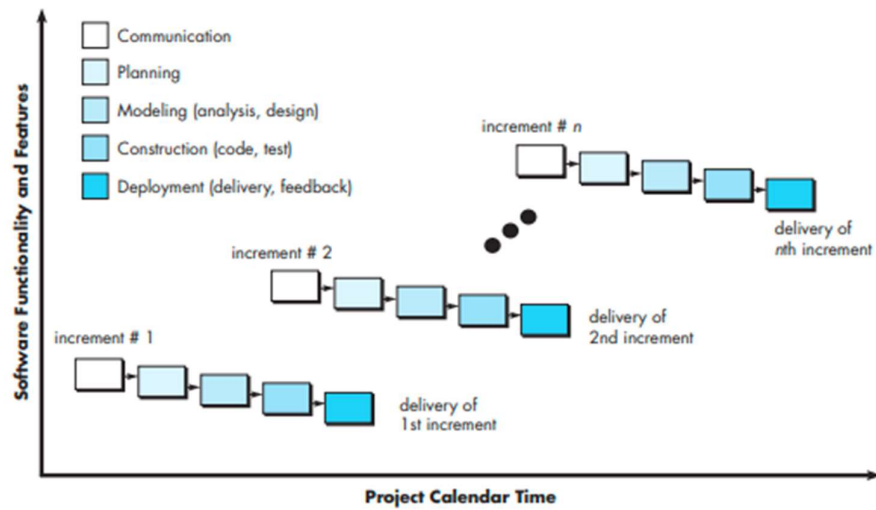 Software Functionality and Features
Communication
Planning
Modeling (analysis, design)
Construction (code, test)
Deployment (delivery, feedback)
increment # n
delivery of
nth increment
increment # 2
delivery of
2nd increment
increment # 1
delivery of
1st increment
Project Calendar Time